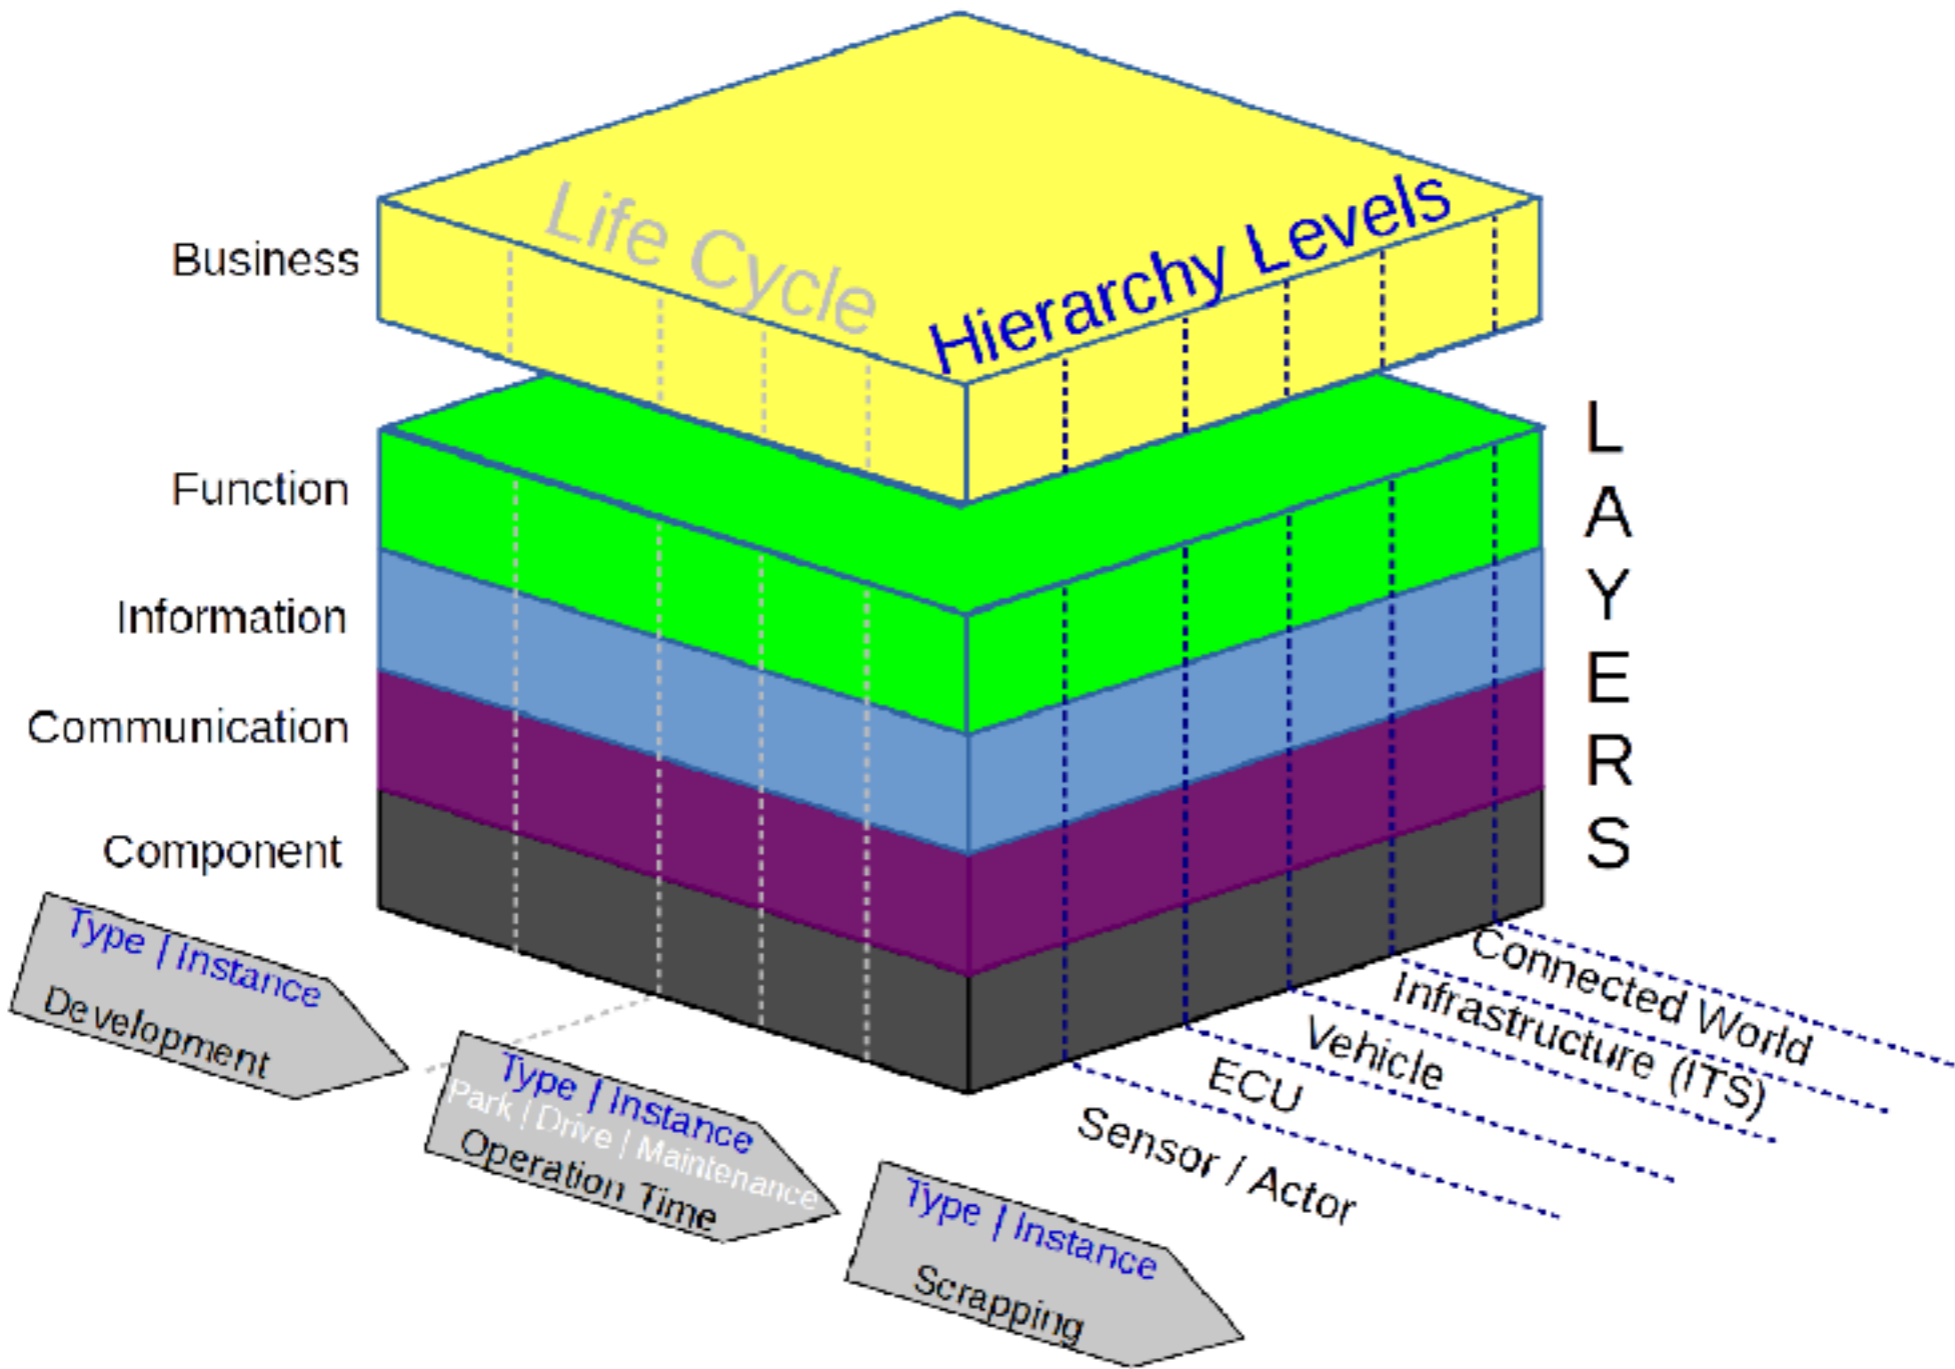 Life Cycle
Hierarchy Levels
Business
Function
Information
Communication
Component
L
A
Y
E
R
S
Type | Instance
Development
Type | Instance
Park | Drive | Maintenance
Operation Time
Type | Instance
Scrapping
Connected World
Infrastructure (ITS)
Vehicle
ECU
Sensor / Actor